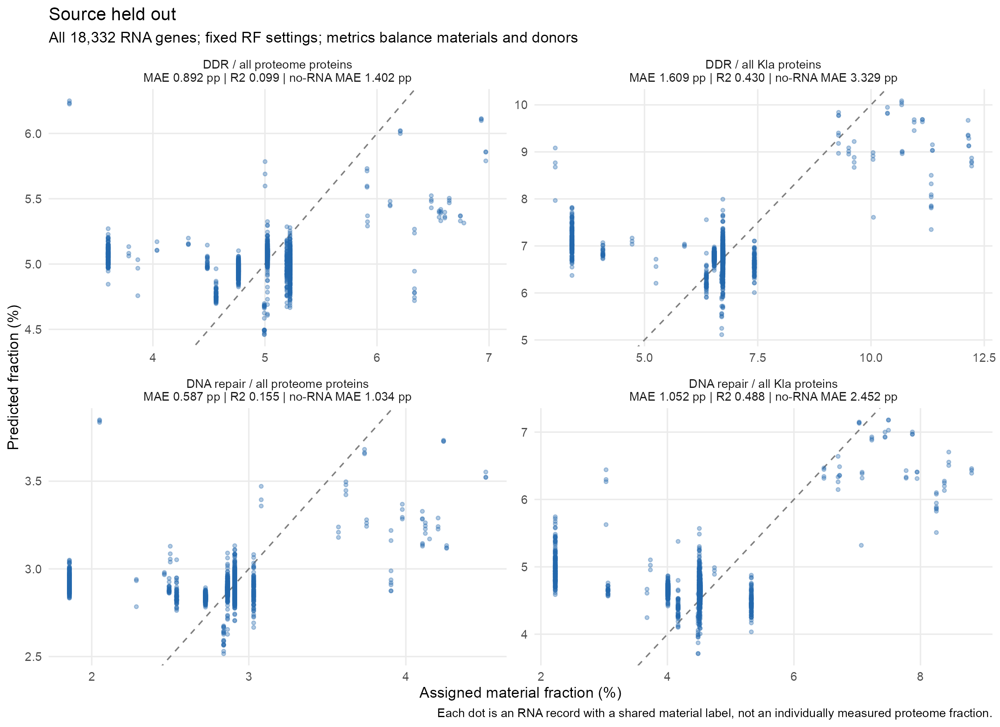 Source held out
All 18,332 RNA genes; fixed RF settings; metrics balance materials and donors
DDR / all proteome proteins
MAE 0.892 pp | R2 0.099 | no-RNA MAE 1.402 pp
6.0
5.5
5.0
4.5
4 5 6 7
DDR / all Kla proteins
MAE 1.609 pp | R2 0.430 | no-RNA MAE 3.329 pp
10
9
8
7
6
5
5.0 7.5 10.0 12.5
DNA repair / all proteome proteins
MAE 0.587 pp | R2 0.155 | no-RNA MAE 1.034 pp
3.5
3.0
2.5
2 3 4
DNA repair / all Kla proteins
MAE 1.052 pp | R2 0.488 | no-RNA MAE 2.452 pp
7
6
5
4
2 4 6 8
Predicted fraction (%)
Assigned material fraction (%)
Each dot is an RNA record with a shared material label, not an individually measured proteome fraction.